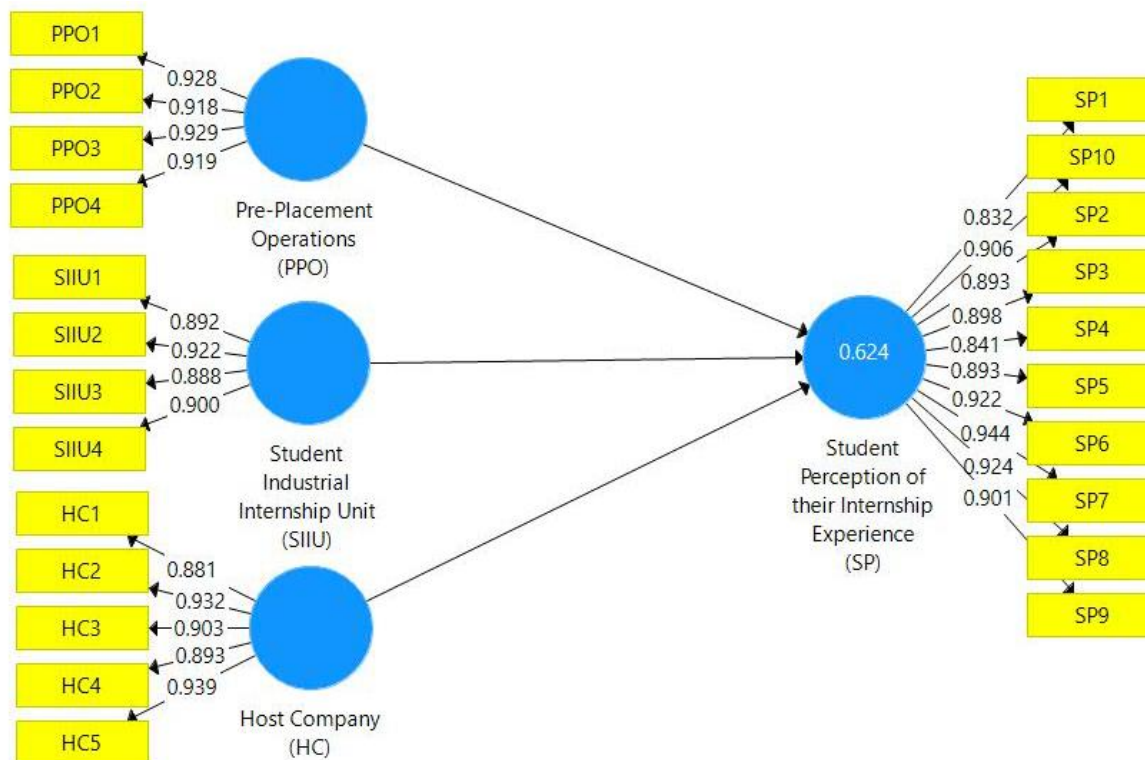 PPO1
PPO2
PPO3
PPO4
0.928
0.918
0.929
0.919
Pre-Placement
Operations
(PPO)
SIIU1
SIIU2
SIIU3
SIIU4
0.892
0.922
0.888
0.900
Student
Industrial
Internship Unit
(SIIU)
HC1
HC2
HC3
HC4
HC5
0.881
0.932
0.903
0.893
0.939
Host Company
(HC)
0.624
Student
Perception of
their Internship
Experience
(SP)
0.832
0.906
0.893
0.898
0.841
0.893
0.922
0.944
0.924
0.901
SP1
SP10
SP2
SP3
SP4
SP5
SP6
SP7
SP8
SP9